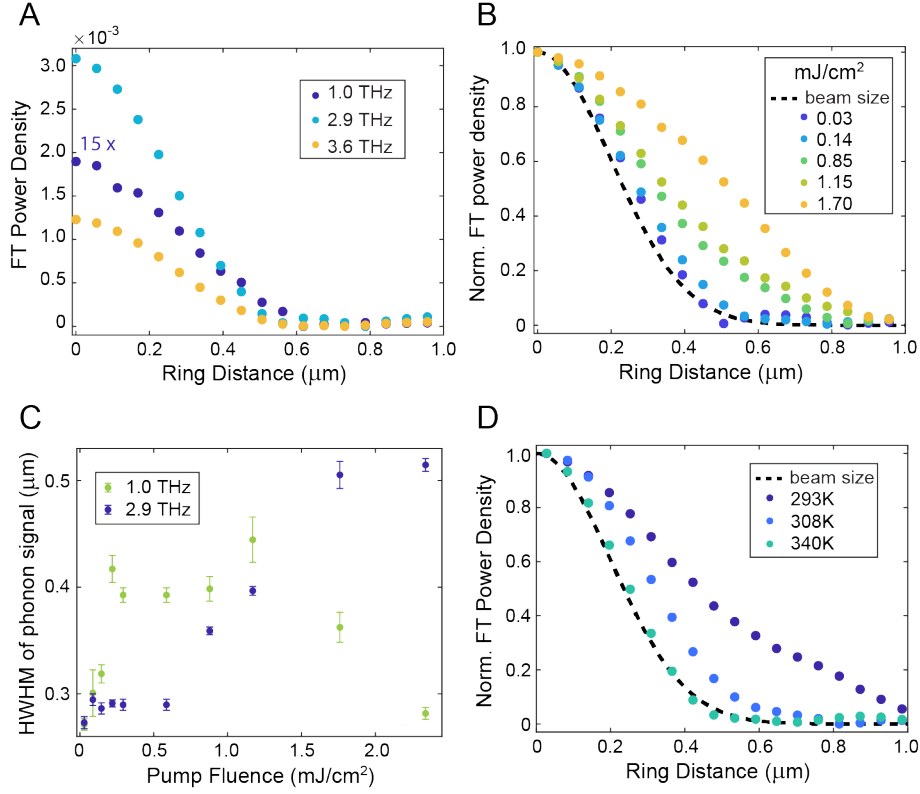 A
× 10⁻³
3.0
2.5
2.0
1.5
1.0
0.5
0
0
0.2
0.4
0.6
0.8
1.0
FT Power Density
Ring Distance (μm)
15 x
1.0 THz
2.9 THz
3.6 THz
B
1.0
0.8
0.6
0.4
0.2
0
0
0.2
0.4
0.6
0.8
1.0
Norm. FT power density
Ring Distance (μm)
mJ/cm²
beam size
0.03
0.14
0.85
1.15
1.70
C
0.5
0.4
0.3
0
0.5
1.0
1.5
2.0
HWHM of phonon signal (μm)
Pump Fluence (mJ/cm²)
1.0 THz
2.9 THz
D
1.0
0.8
0.6
0.4
0.2
0
0
0.2
0.4
0.6
0.8
1.0
Norm. FT Power Density
Ring Distance (μm)
beam size
293K
308K
340K